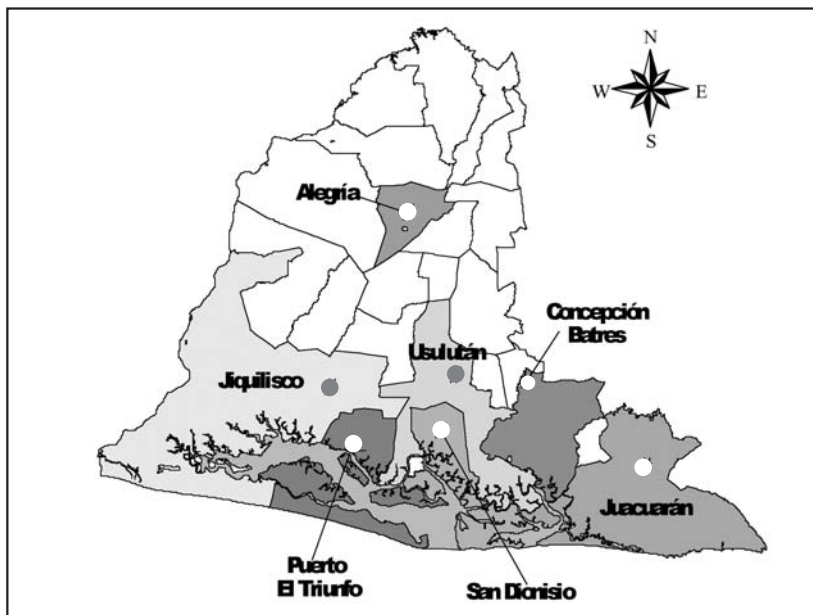 N
W E
S
Alegría
Concepción
Batres
Usulután
Jiquilisco
Juacuarán
Puerto
El Triunfo
San Dionisio